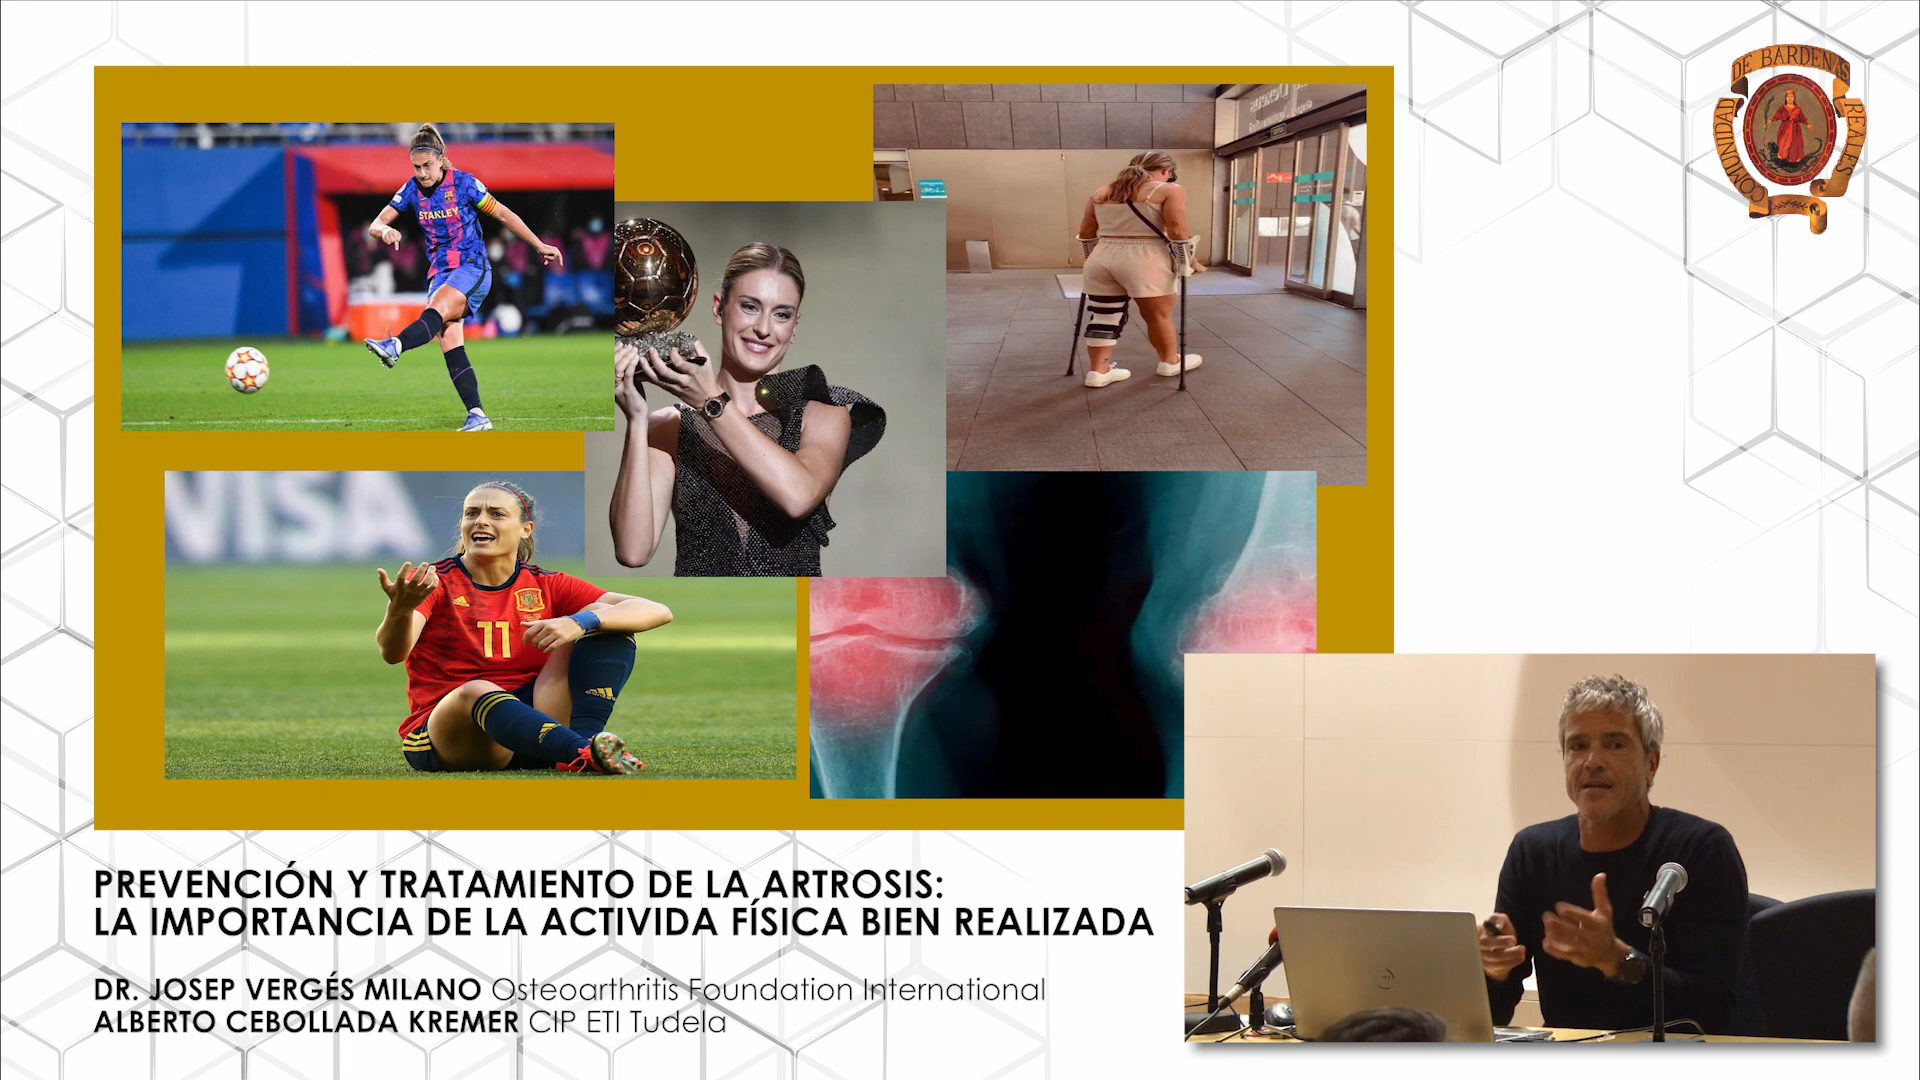 COMUNIDAD DE BARDENAS REALES
STANLEY
VISA
11
PREVENCIÓN Y TRATAMIENTO DE LA ARTROSIS:
LA IMPORTANCIA DE LA ACTIVIDA FÍSICA BIEN REALIZADA
DR. JOSEP VERGÉS MILANO Osteoarthritis Foundation International
ALBERTO CEBOLLADA KREMER CIP ETI Tudela